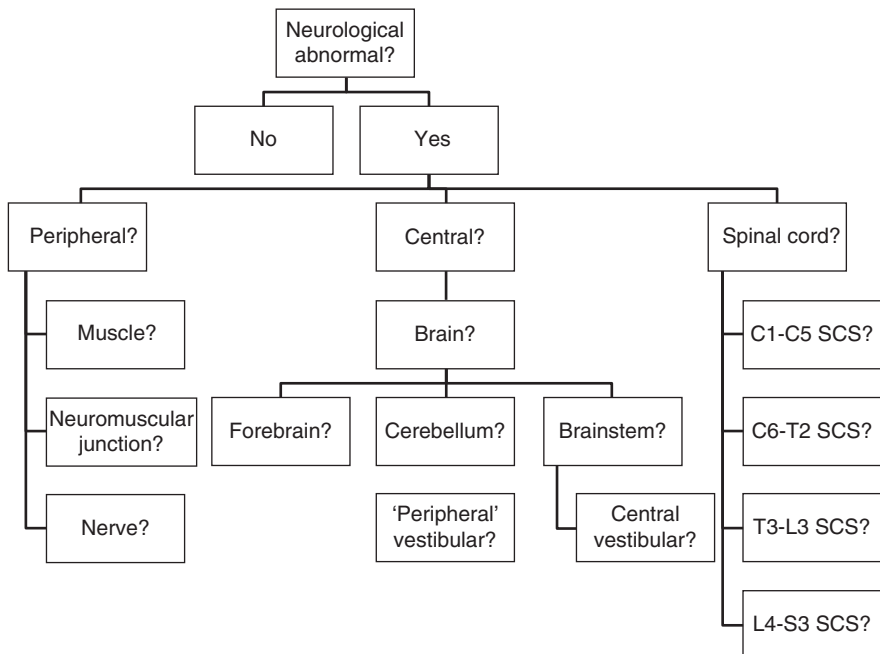 Neurological
abnormal?
No
Yes
Peripheral?
Central?
Spinal cord?
Muscle?
Brain?
C1-C5 SCS?
Neuromuscular
junction?
Forebrain?
Cerebellum?
Brainstem?
C6-T2 SCS?
Nerve?
'Peripheral'
vestibular?
Central
vestibular?
T3-L3 SCS?
L4-S3 SCS?